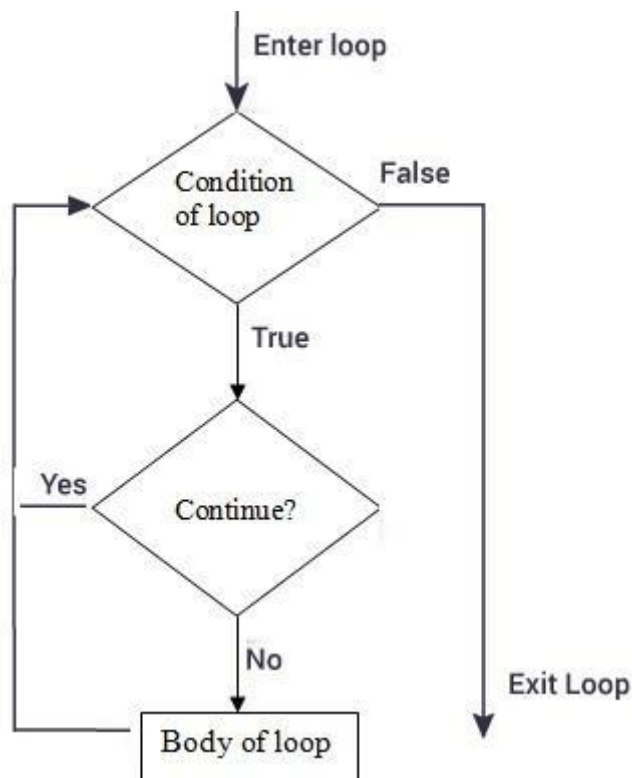 Enter loop
Condition
of loop
False
True
Yes
Continue?
No
Exit Loop
Body of loop